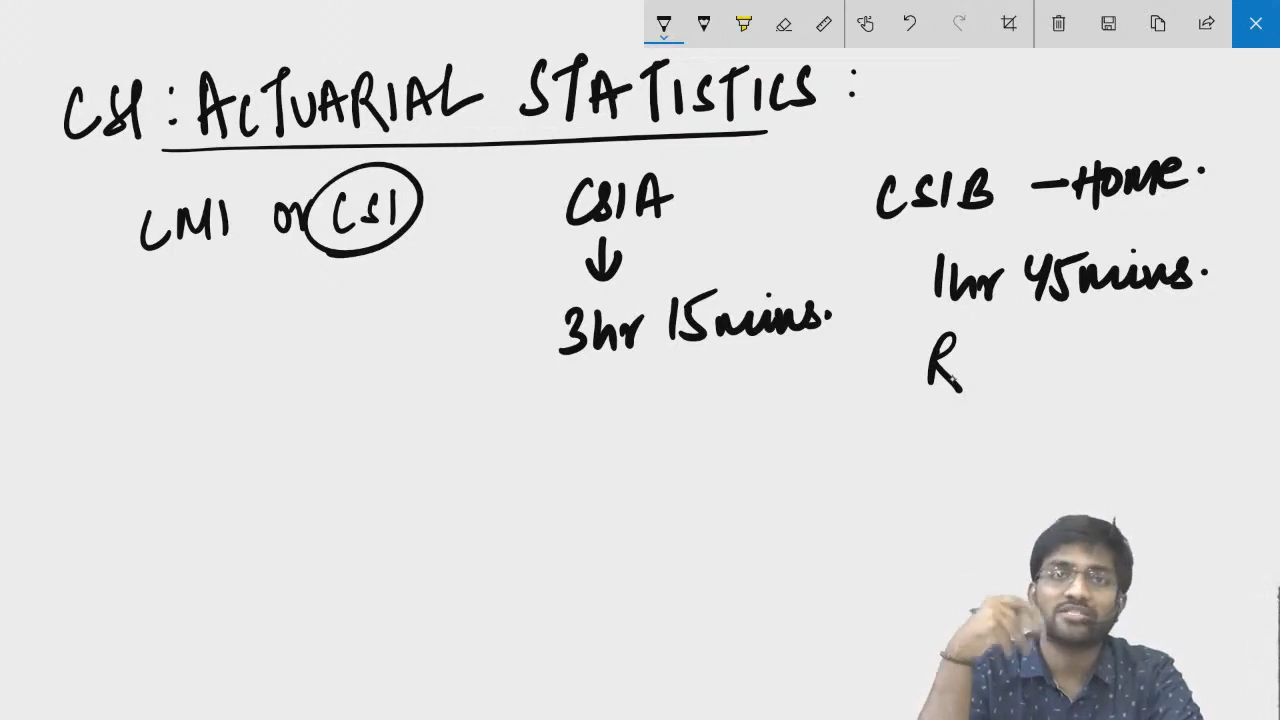 CS1: ACTUARIAL STATISTICS:
CM1 or CS1
CS1A
↓
3hr 15mins.
CS1B - Home.
1hr 45mins.
R